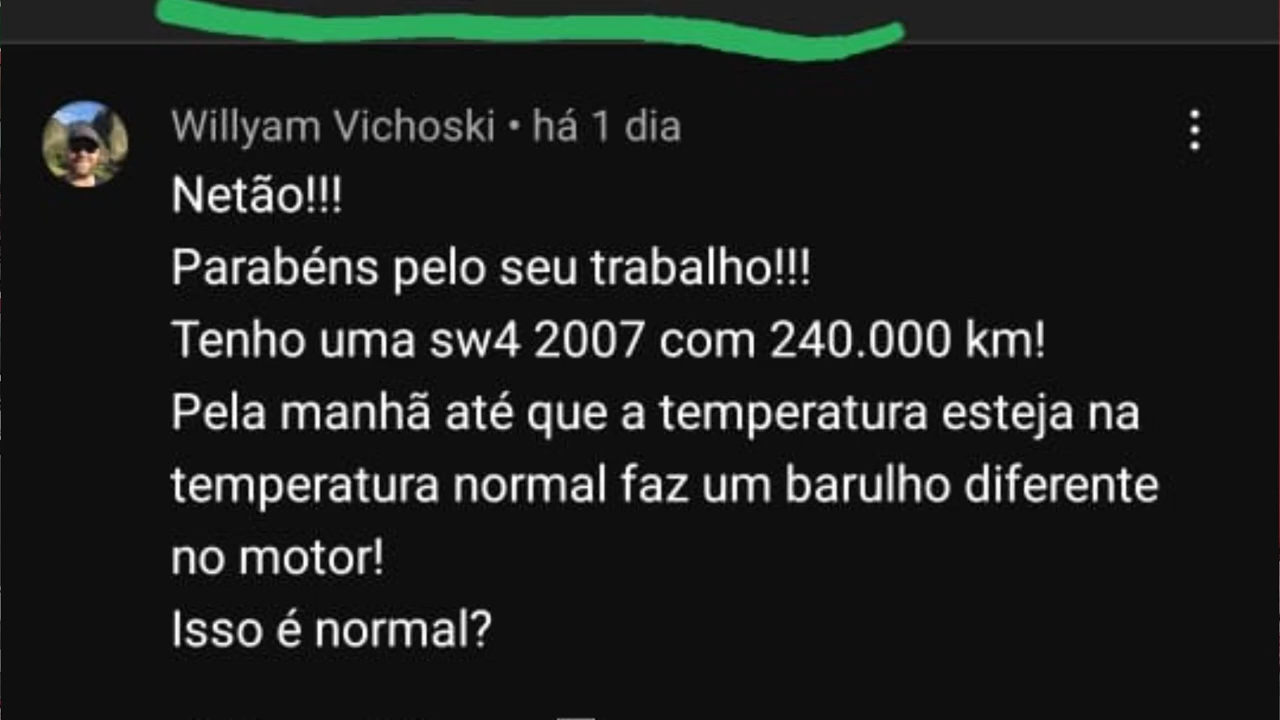 Willyam Vichoski • há 1 dia
Netão!!!
Parabéns pelo seu trabalho!!!
Tenho uma sw4 2007 com 240.000 km!
Pela manhã até que a temperatura esteja na
temperatura normal faz um barulho diferente
no motor!
Isso é normal?